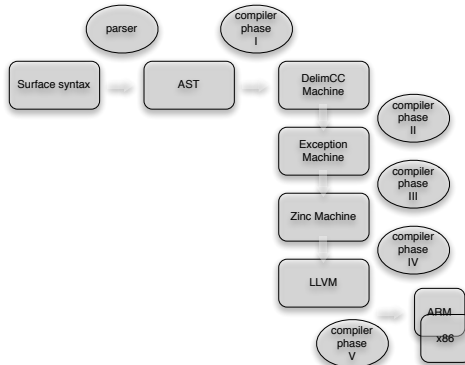 parser
compiler
phase
I
Surface syntax
AST
DelimCC
Machine
compiler
phase
II
Exception
Machine
compiler
phase
III
Zinc Machine
compiler
phase
IV
LLVM
ARM
x86
compiler
phase
V